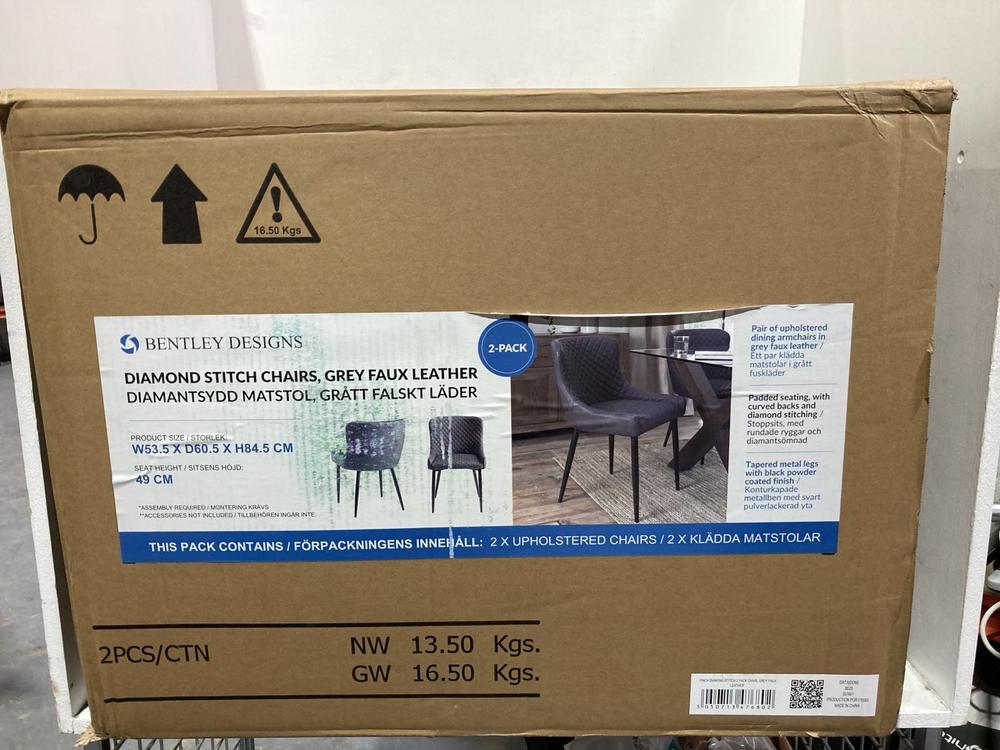 16.50 Kgs
BENTLEY DESIGNS
2-PACK
DIAMOND STITCH CHAIRS, GREY FAUX LEATHER
DIAMANTSYDD MATSTOL, GRÅTT FALSKT LÄDER
PRODUCT SIZE / STORLEK:
W53.5 X D60.5 X H84.5 CM
SEAT HEIGHT / SITSENS HÖJD:
49 CM
*ASSEMBLY REQUIRED / MONTERING KRÄVS
**ACCESSORIES NOT INCLUDED / TILLBEHÖREN INGÅR INTE.
Pair of upholstered
dining armchairs in
grey faux leather /
Ett par klädda
matstolar i grått
fuskläder
Padded seating, with
curved backs and
diamond stitching /
Stoppsits, med
rundade ryggar och
diamantsömnad
Tapered metal legs
with black powder
coated finish /
Konturkapade
metallben med svart
pulverlackerad yta
THIS PACK CONTAINS / FÖRPACKNINGENS INNEHÅLL: 2 X UPHOLSTERED CHAIRS / 2 X KLÄDDA MATSTOLAR
2PCS/CTN
NW 13.50 Kgs.
GW 16.50 Kgs.
5 050713 476802
MADE IN CHINA